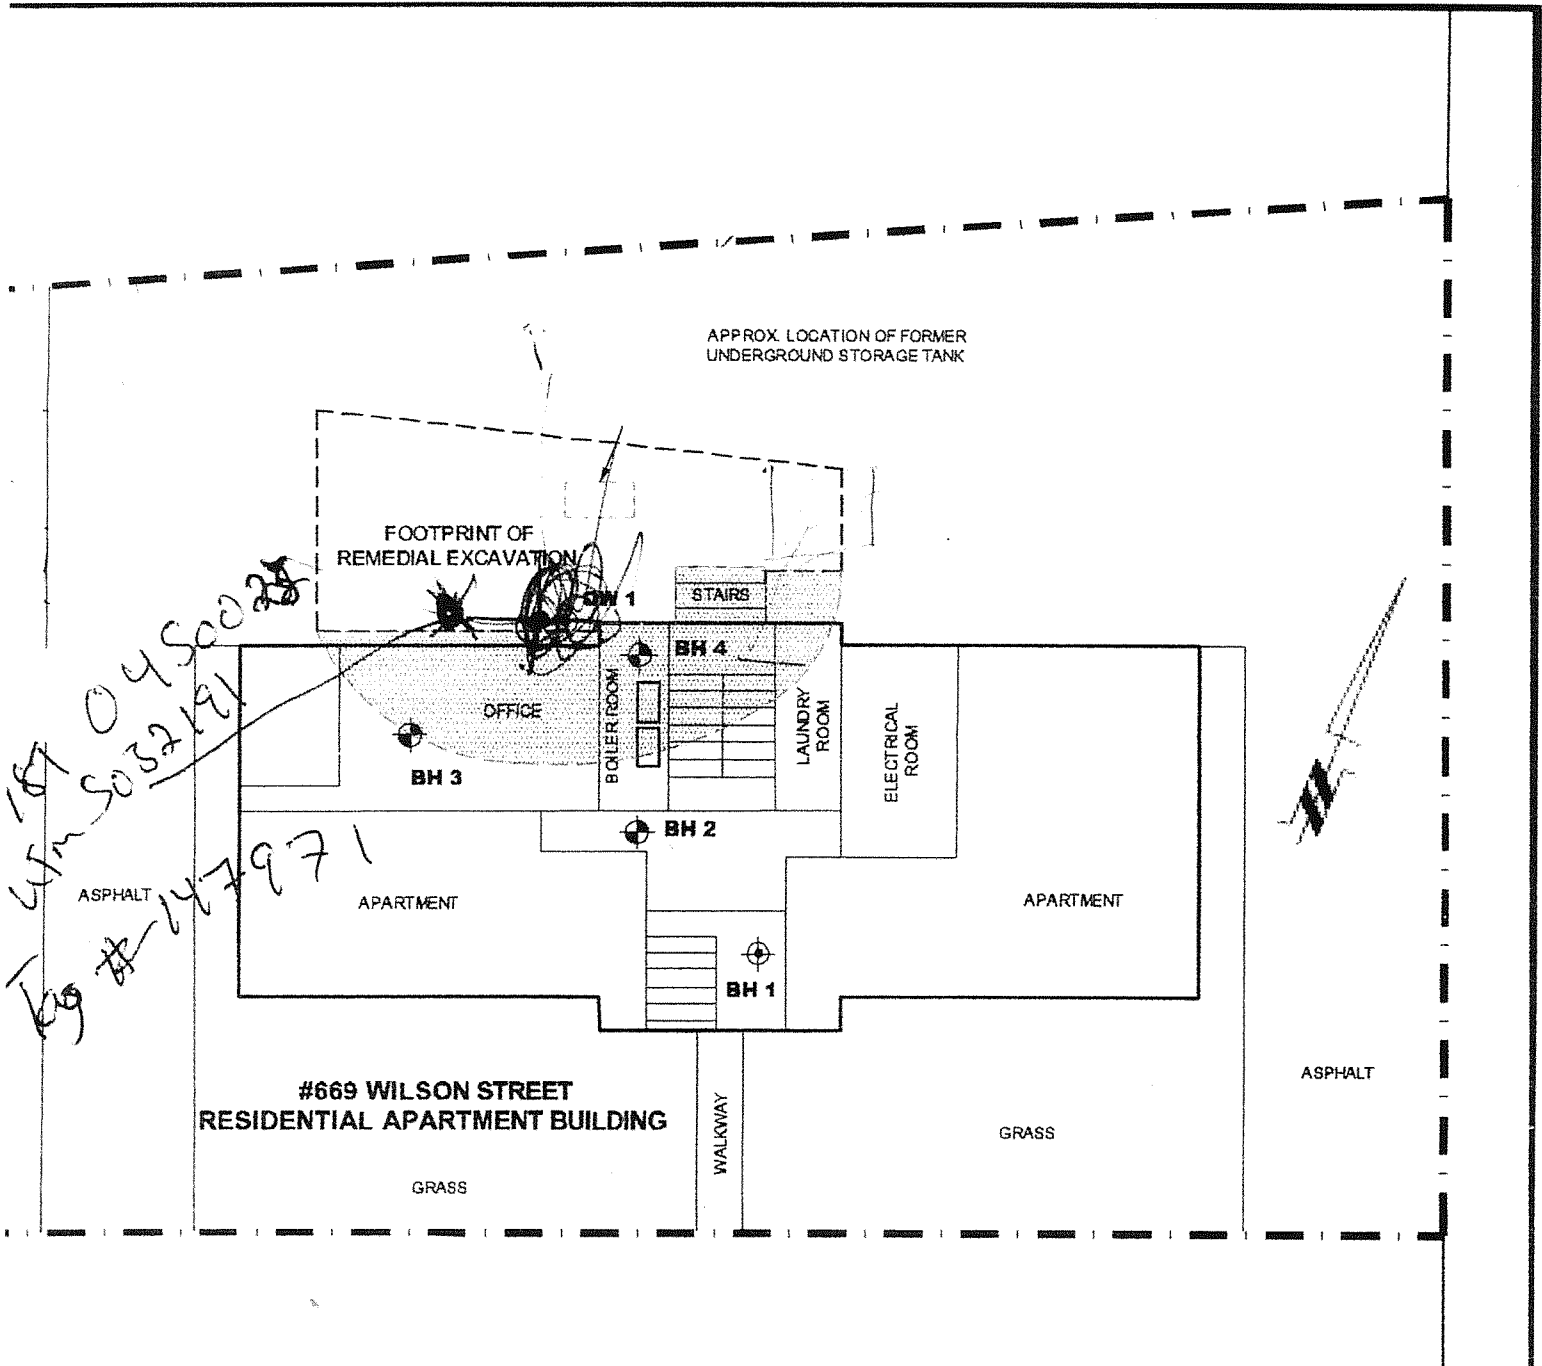 APPROX. LOCATION OF FORMER
UNDERGROUND STORAGE TANK
FOOTPRINT OF
REMEDIAL EXCAVATION
STAIRS
BH 4
OFFICE
BOILER ROOM
LAUNDRY
ROOM
ELECTRICAL
ROOM
BH 3
BH 2
Tag # 147971
ASPHALT
APARTMENT
APARTMENT
BH 1
#669 WILSON STREET
RESIDENTIAL APARTMENT BUILDING
WALKWAY
ASPHALT
GRASS
GRASS